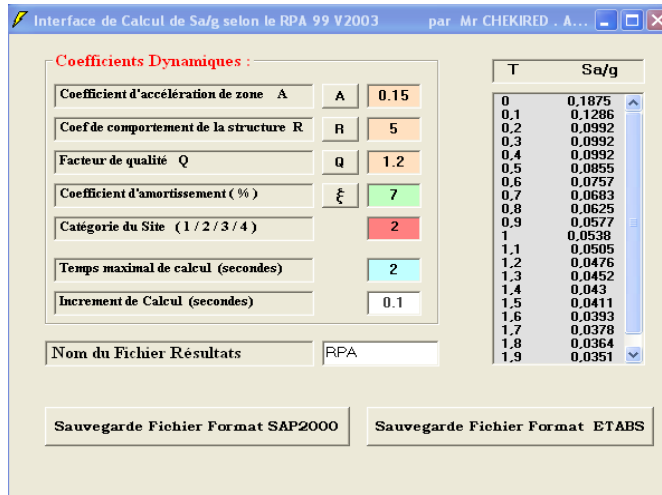 Interface de Calcul de Sa/g selon le RPA 99 V2003 par Mr CHEKIRED . A...
Coefficients Dynamiques :
Coefficient d'accélération de zone A A 0.15
Coef de comportement de la structure R R 5
Facteur de qualité Q Q 1.2
Coefficient d'amortissement ( % ) ξ 7
Catégorie du Site ( 1 / 2 / 3 / 4 ) 2
Temps maximal de calcul (secondes) 2
Increment de Calcul (secondes) 0.1
Nom du Fichier Résultats RPA
T Sa/g
0 0,1875
0,1 0,1286
0,2 0,0992
0,3 0,0992
0,4 0,0992
0,5 0,0855
0,6 0,0757
0,7 0,0683
0,8 0,0625
0,9 0,0577
1 0,0538
1,1 0,0505
1,2 0,0476
1,3 0,0452
1,4 0,043
1,5 0,0411
1,6 0,0393
1,7 0,0378
1,8 0,0364
1,9 0,0351
Sauvegarde Fichier Format SAP2000
Sauvegarde Fichier Format ETABS